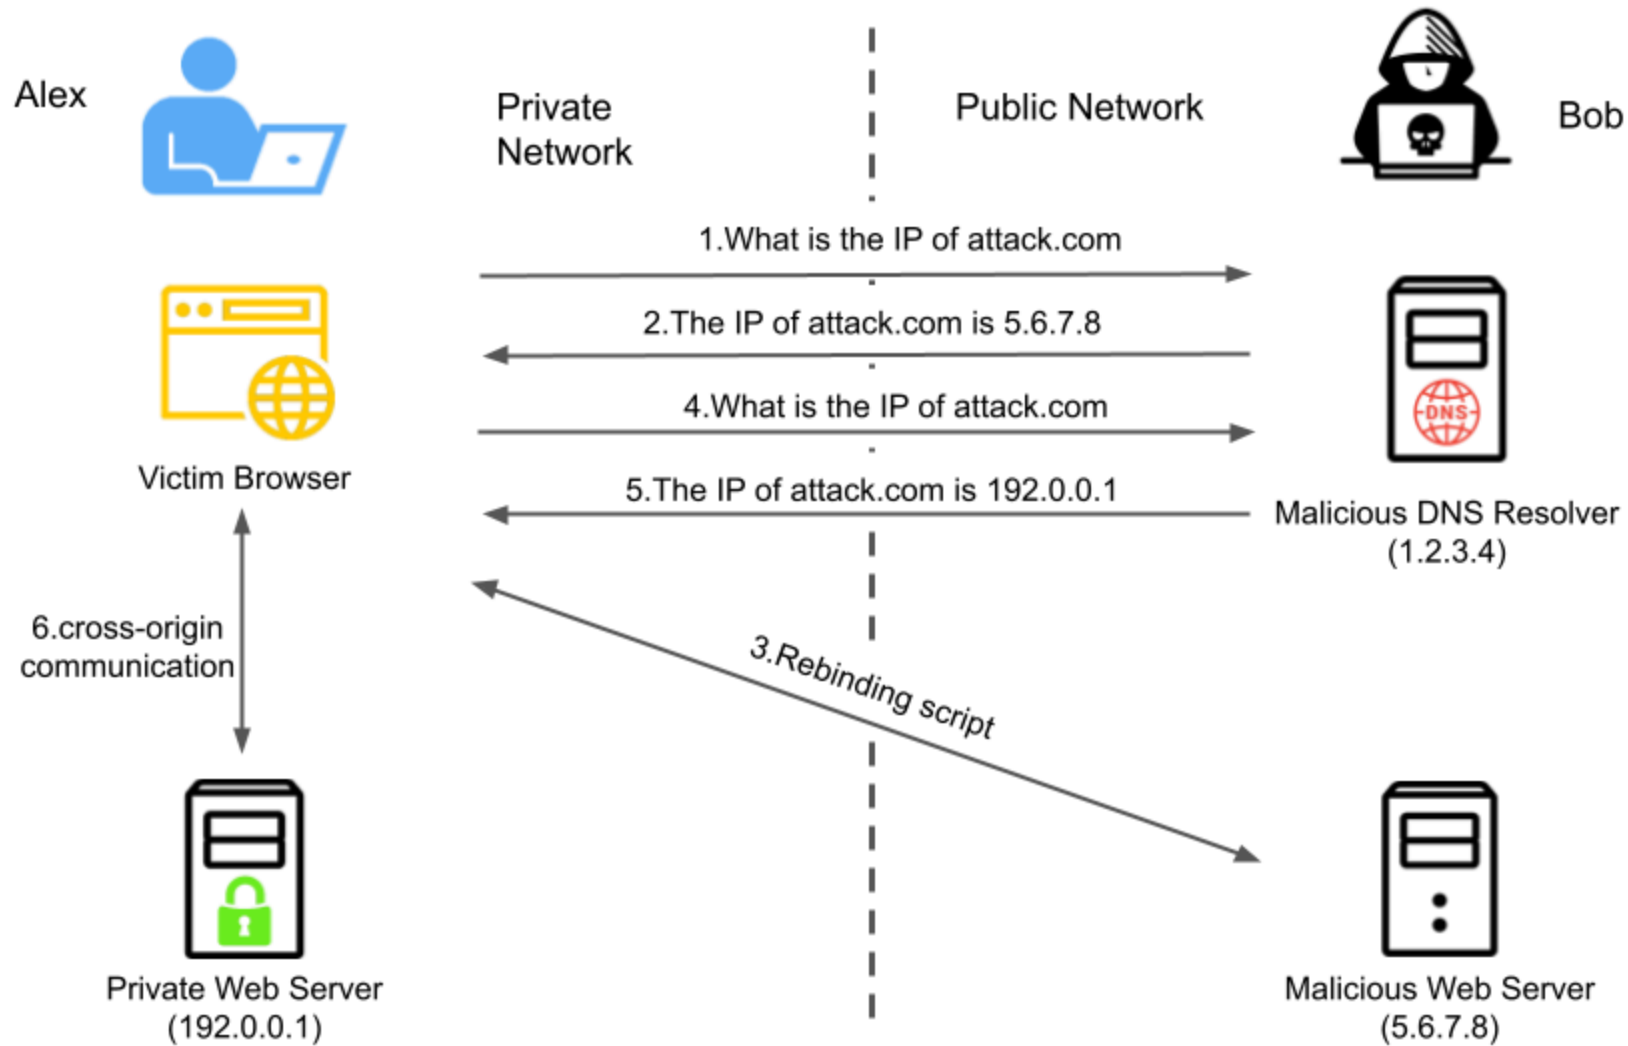 Alex
Private
Network
Public Network
Bob
1.What is the IP of attack.com
2.The IP of attack.com is 5.6.7.8
4.What is the IP of attack.com
5.The IP of attack.com is 192.0.0.1
DNS
Victim Browser
Malicious DNS Resolver
(1.2.3.4)
6.cross-origin
communication
3.Rebinding script
Private Web Server
(192.0.0.1)
Malicious Web Server
(5.6.7.8)